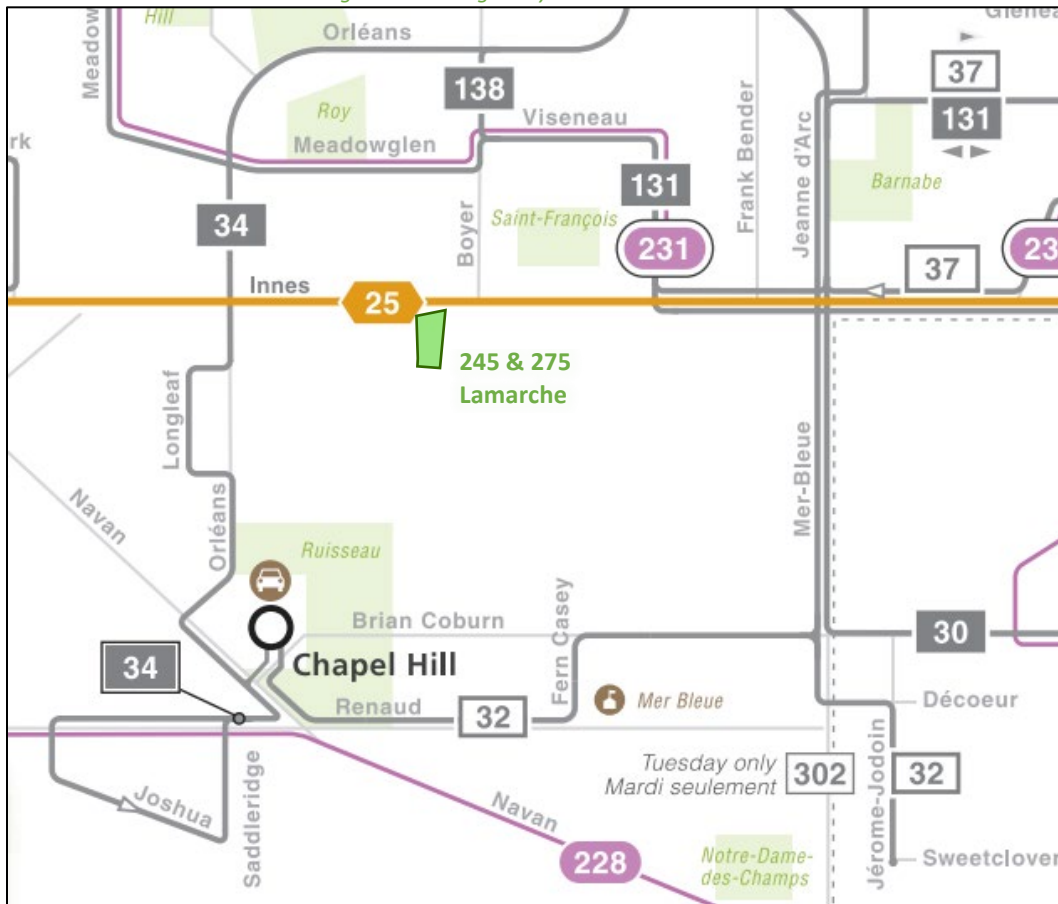 Hill
Orléans
Meadow
37
138
131
Roy
Viseneau
Meadowglen
Frank Bender
Jeanne d'Arc
rk
131
Barnabe
34
Saint-François
Boyer
231
37
23
Innes
25
245 & 275
Lamarche
Longleaf
Mer-Bleue
Navan
Orléans
Ruisseau
Brian Coburn
Fern Casey
30
34
Chapel Hill
Renaud
32
Mer Bleue
Décoeur
Tuesday only
Mardi seulement
302
32
Jérome-Jodoin
Joshua
Saddleridge
Navan
228
Notre-Dame-
des-Champs
Sweetclover